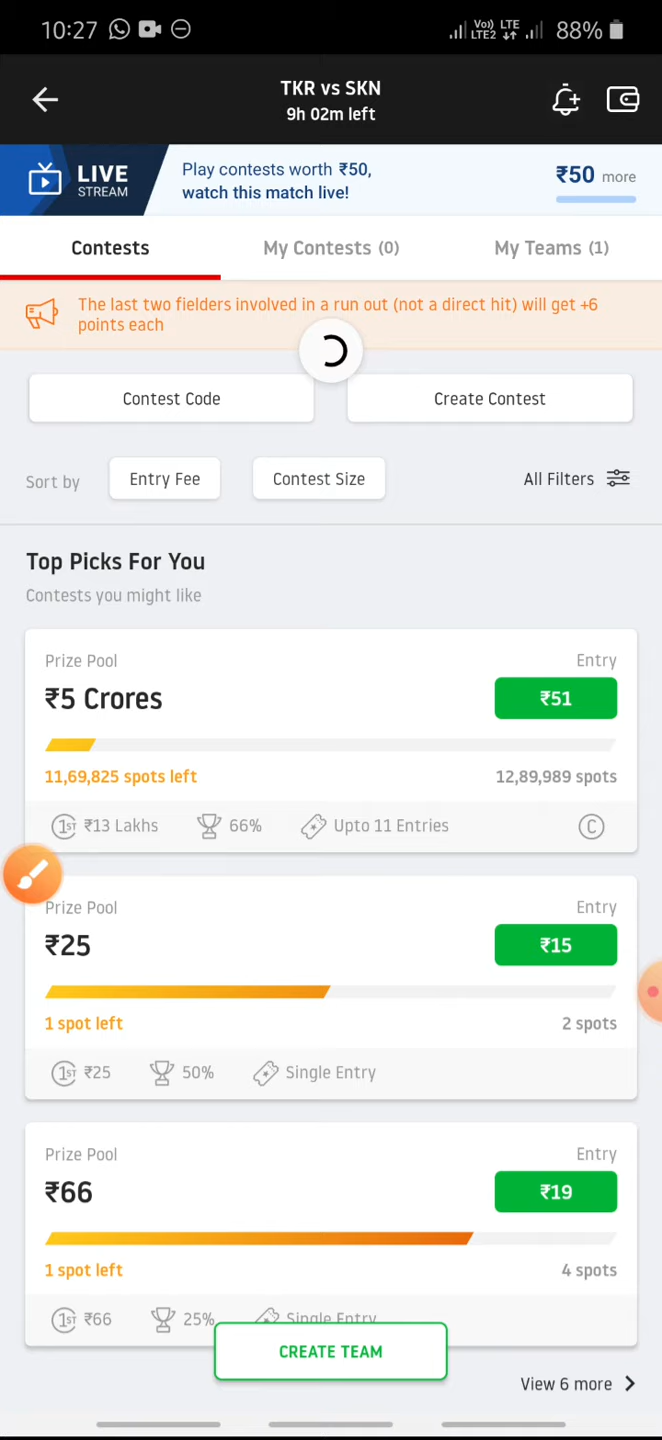 10:27
Vo)) LTE
LTE2
88%
TKR vs SKN
9h 02m left
LIVE
STREAM
Play contests worth ₹50,
watch this match live!
₹50 more
Contests
My Contests (0)
My Teams (1)
The last two fielders involved in a run out (not a direct hit) will get +6
points each
Contest Code
Create Contest
Sort by
Entry Fee
Contest Size
All Filters
Top Picks For You
Contests you might like
Prize Pool
Entry
₹5 Crores
₹51
11,69,825 spots left
12,89,989 spots
1ST ₹13 Lakhs
66%
Upto 11 Entries
C
Prize Pool
Entry
₹25
₹15
1 spot left
2 spots
1ST ₹25
50%
Single Entry
Prize Pool
Entry
₹66
₹19
1 spot left
4 spots
1ST ₹66
25%
Single Entry
CREATE TEAM
View 6 more